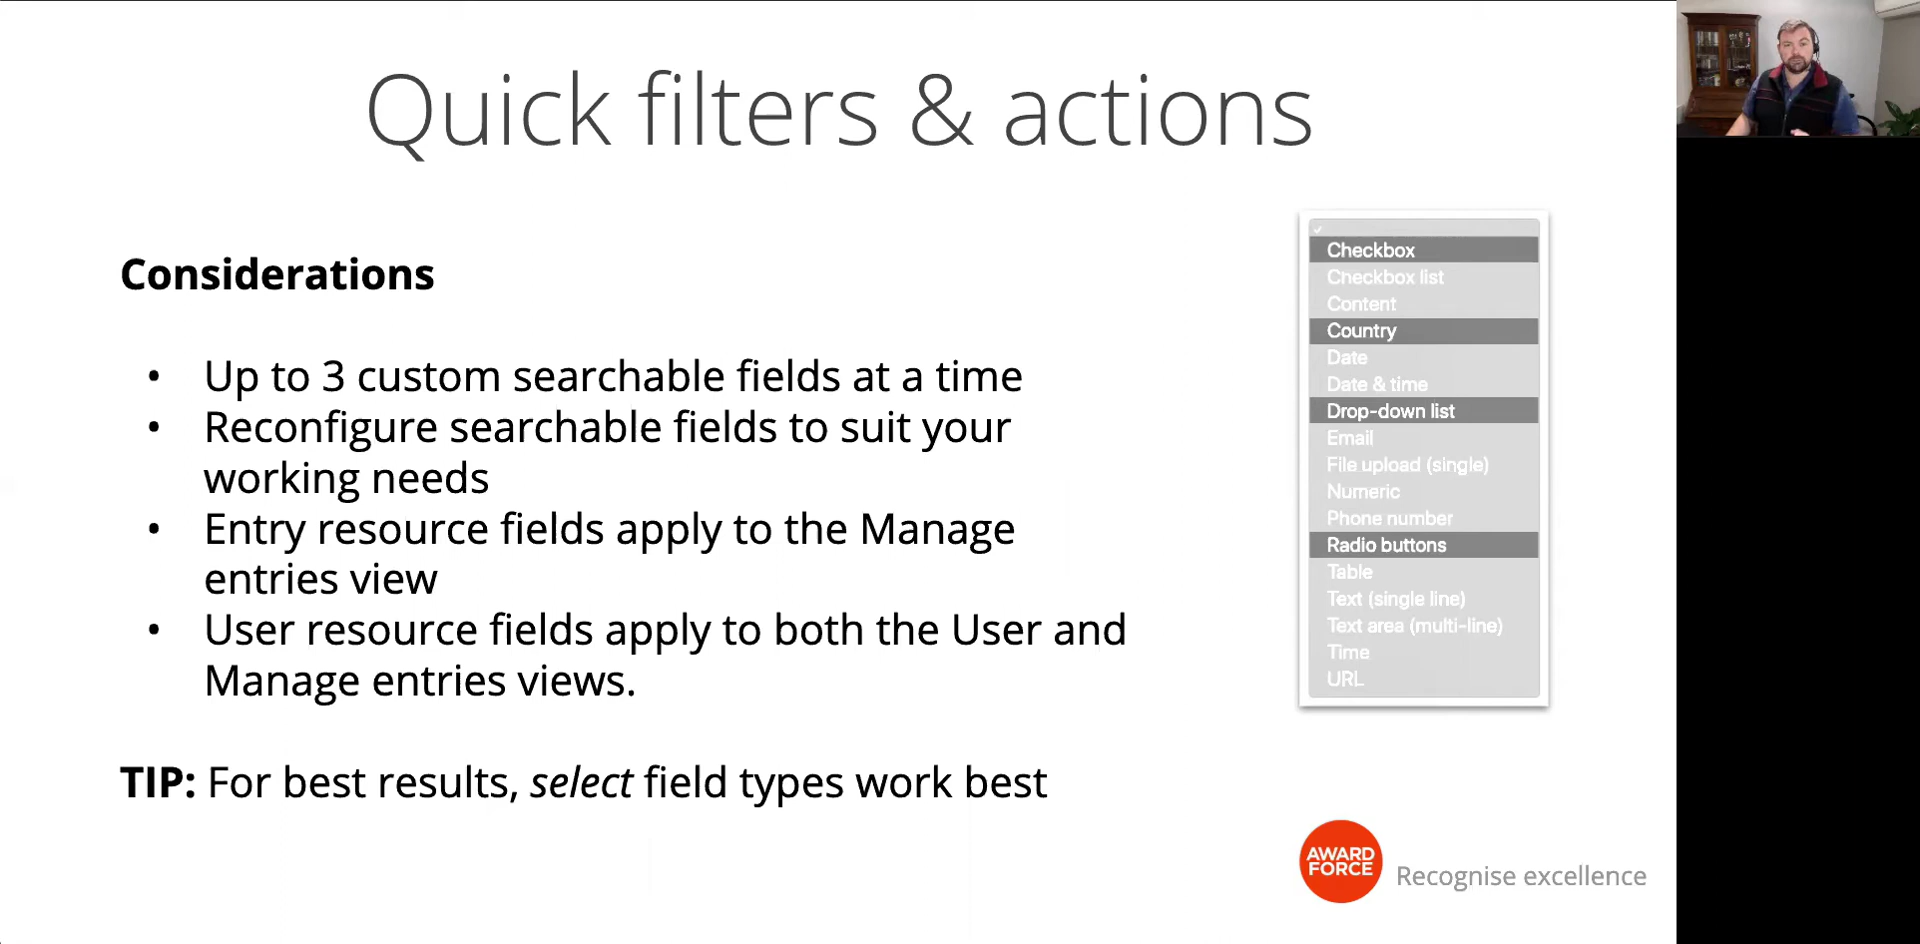 Quick filters & actions
Considerations
• Up to 3 custom searchable fields at a time
• Reconfigure searchable fields to suit your
working needs
• Entry resource fields apply to the Manage
entries view
• User resource fields apply to both the User and
Manage entries views.
TIP: For best results, select field types work best
✓
Checkbox
Checkbox list
Content
Country
Date
Date & time
Drop-down list
Email
File upload (single)
Numeric
Phone number
Radio buttons
Table
Text (single line)
Text area (multi-line)
Time
URL
AWARD
FORCE
Recognise excellence